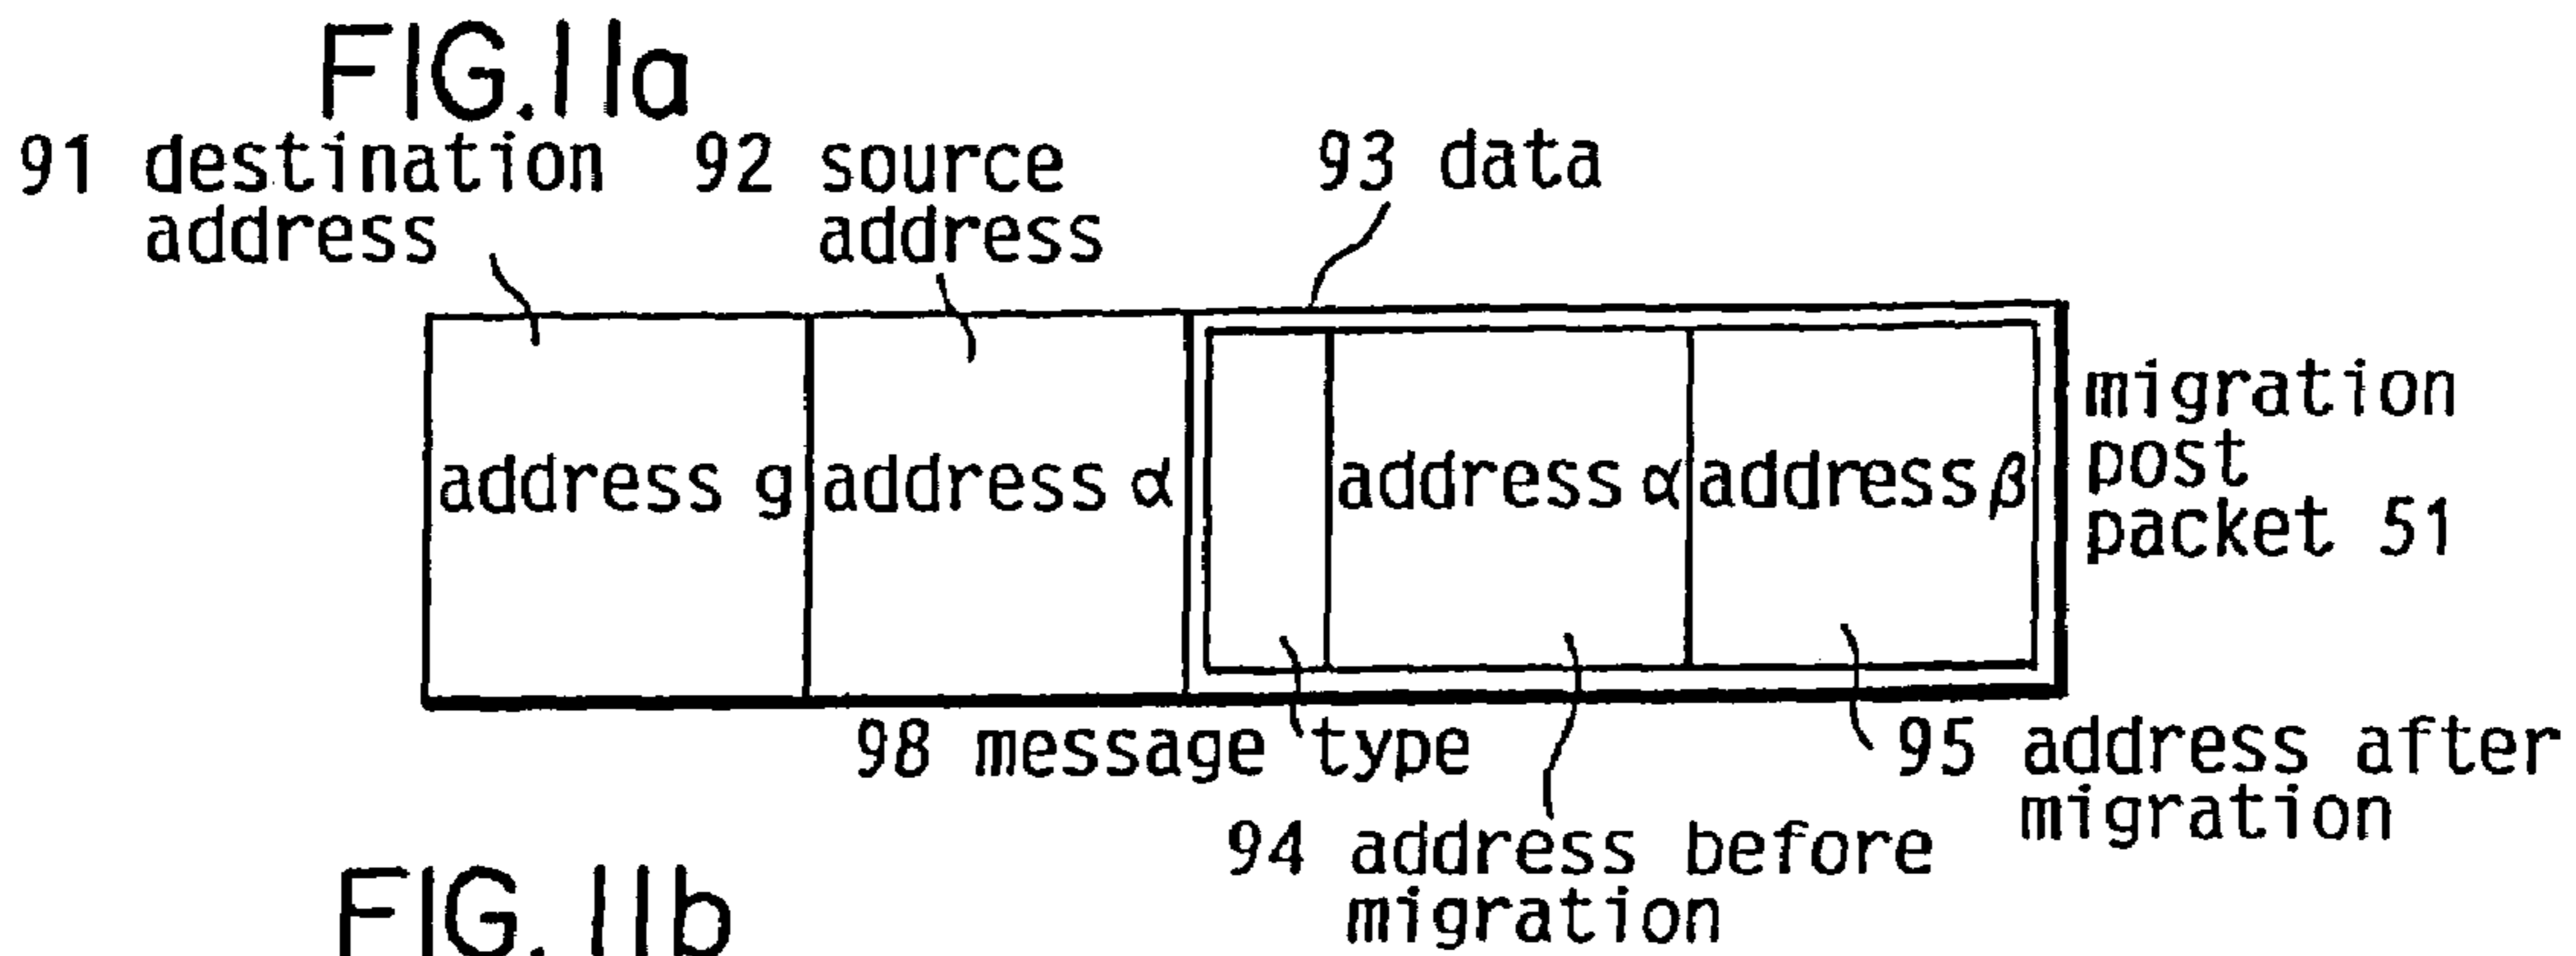 FIG.11a
91 destination address
92 source address
93 data
address g
address α
address α
address β
migration post packet 51
98 message type
95 address after migration
94 address before migration
FIG.11b